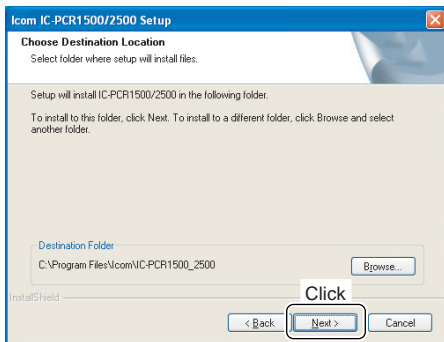 Icom IC-PCR1500/2500 Setup
Choose Destination Location
Select folder where setup will install files.
Setup will install IC-PCR1500/2500 in the following folder.
To install to this folder, click Next. To install to a different folder, click Browse and select
another folder.
Destination Folder
C:\Program Files\Icom\IC-PCR1500_2500
Browse...
InstallShield
Click
< Back
Next >
Cancel